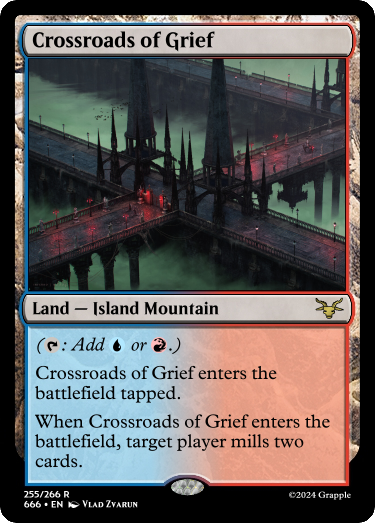 Crossroads of Grief
Land — Island Mountain
(: Add or .)
Crossroads of Grief enters the
battlefield tapped.
When Crossroads of Grief enters the
battlefield, target player mills two
cards.
255/266 R
666 • EN Vlad Zvarun
©2024 Grapple